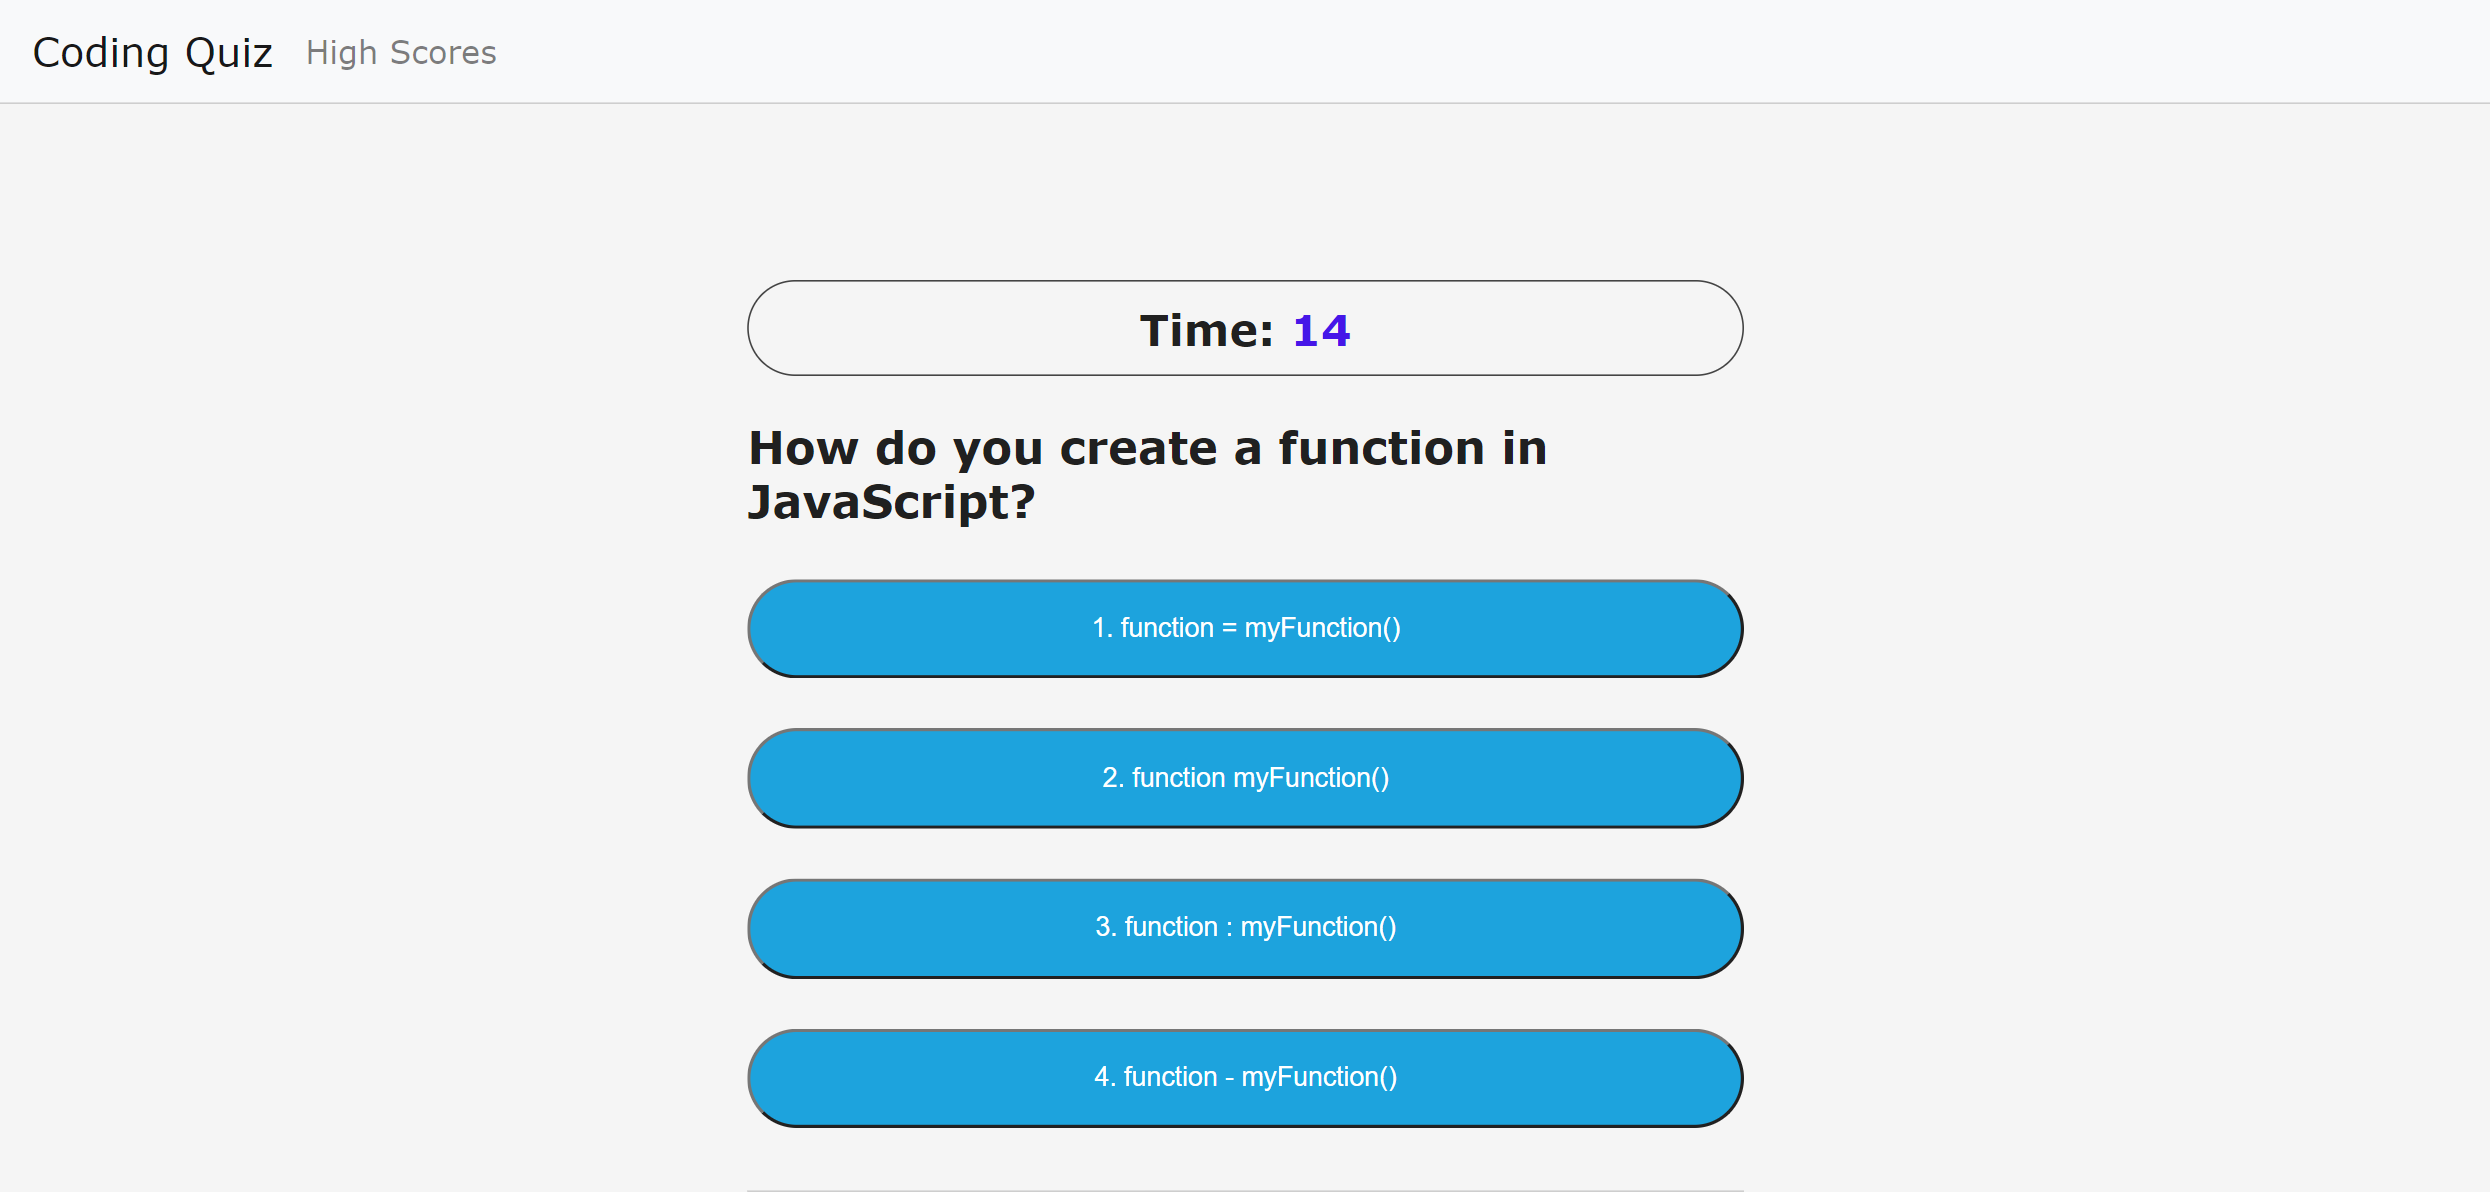 Coding Quiz High Scores
Time: 14
How do you create a function in
JavaScript?
1. function = myFunction()
2. function myFunction()
3. function : myFunction()
4. function - myFunction()